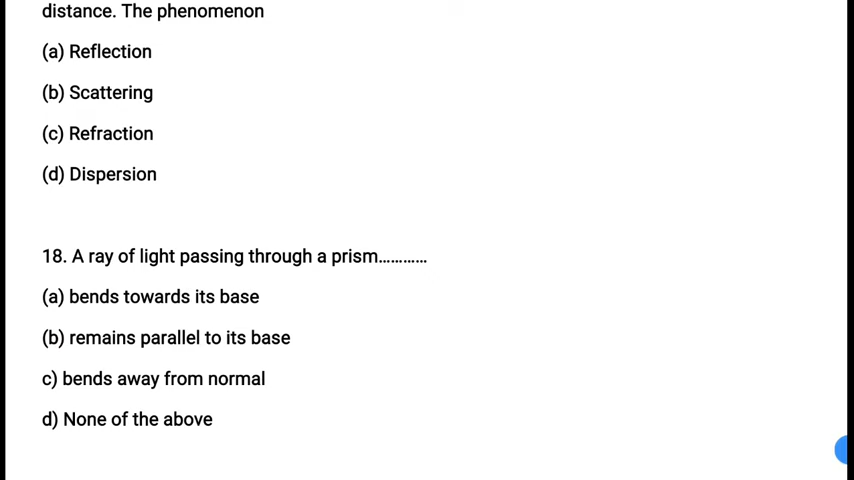 distance. The phenomenon
(a) Reflection
(b) Scattering
(c) Refraction
(d) Dispersion
18. A ray of light passing through a prism............
(a) bends towards its base
(b) remains parallel to its base
c) bends away from normal
d) None of the above